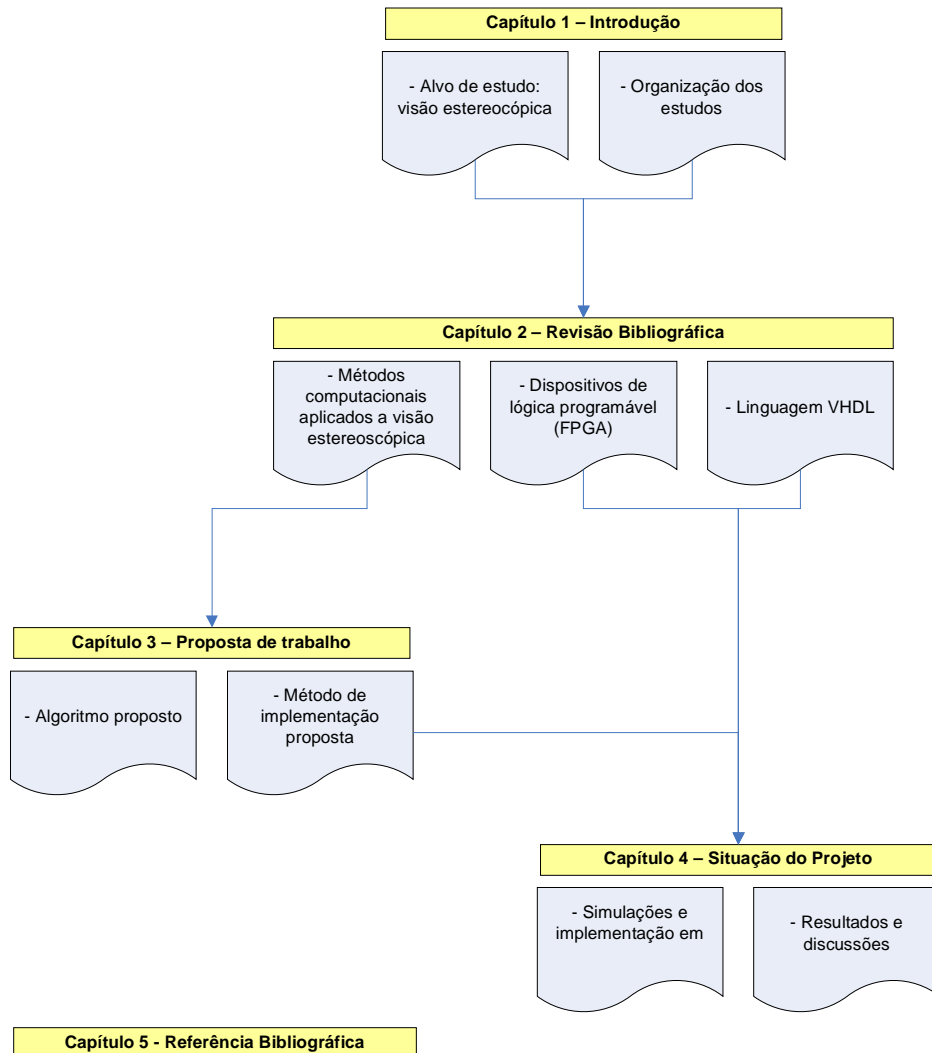 Capítulo 1 – Introdução
- Alvo de estudo:
visão estereocópica
- Organização dos
estudos
Capítulo 2 – Revisão Bibliográfica
- Métodos
computacionais
aplicados a visão
estereoscópica
- Dispositivos de
lógica programável
(FPGA)
- Linguagem VHDL
Capítulo 3 – Proposta de trabalho
- Algoritmo proposto
- Método de
implementação
proposta
Capítulo 4 – Situação do Projeto
- Simulações e
implementação em
- Resultados e
discussões
Capítulo 5 - Referência Bibliográfica